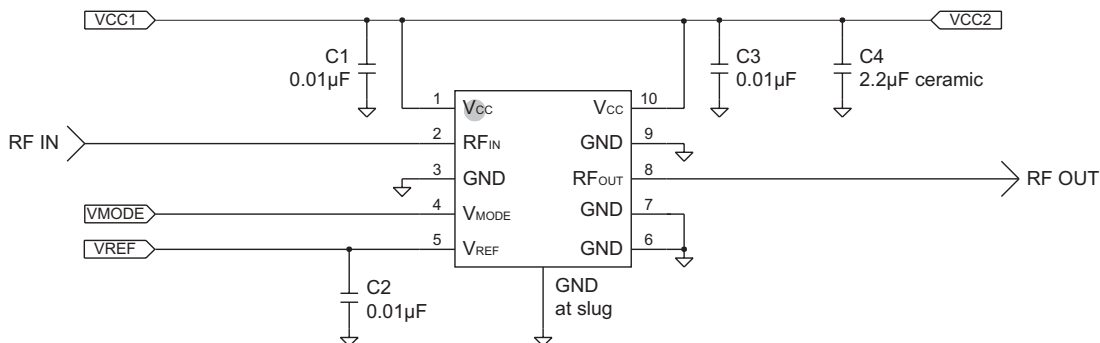 VCC1
VCC2
C1
0.01µF
C3
0.01µF
C4
2.2µF ceramic
1 VCC
VCC 10
RF IN
2 RFIN
GND 9
3 GND
RFOUT 8
RF OUT
VMODE
4 VMODE
GND 7
VREF
5 VREF
GND 6
C2
0.01µF
GND
at slug